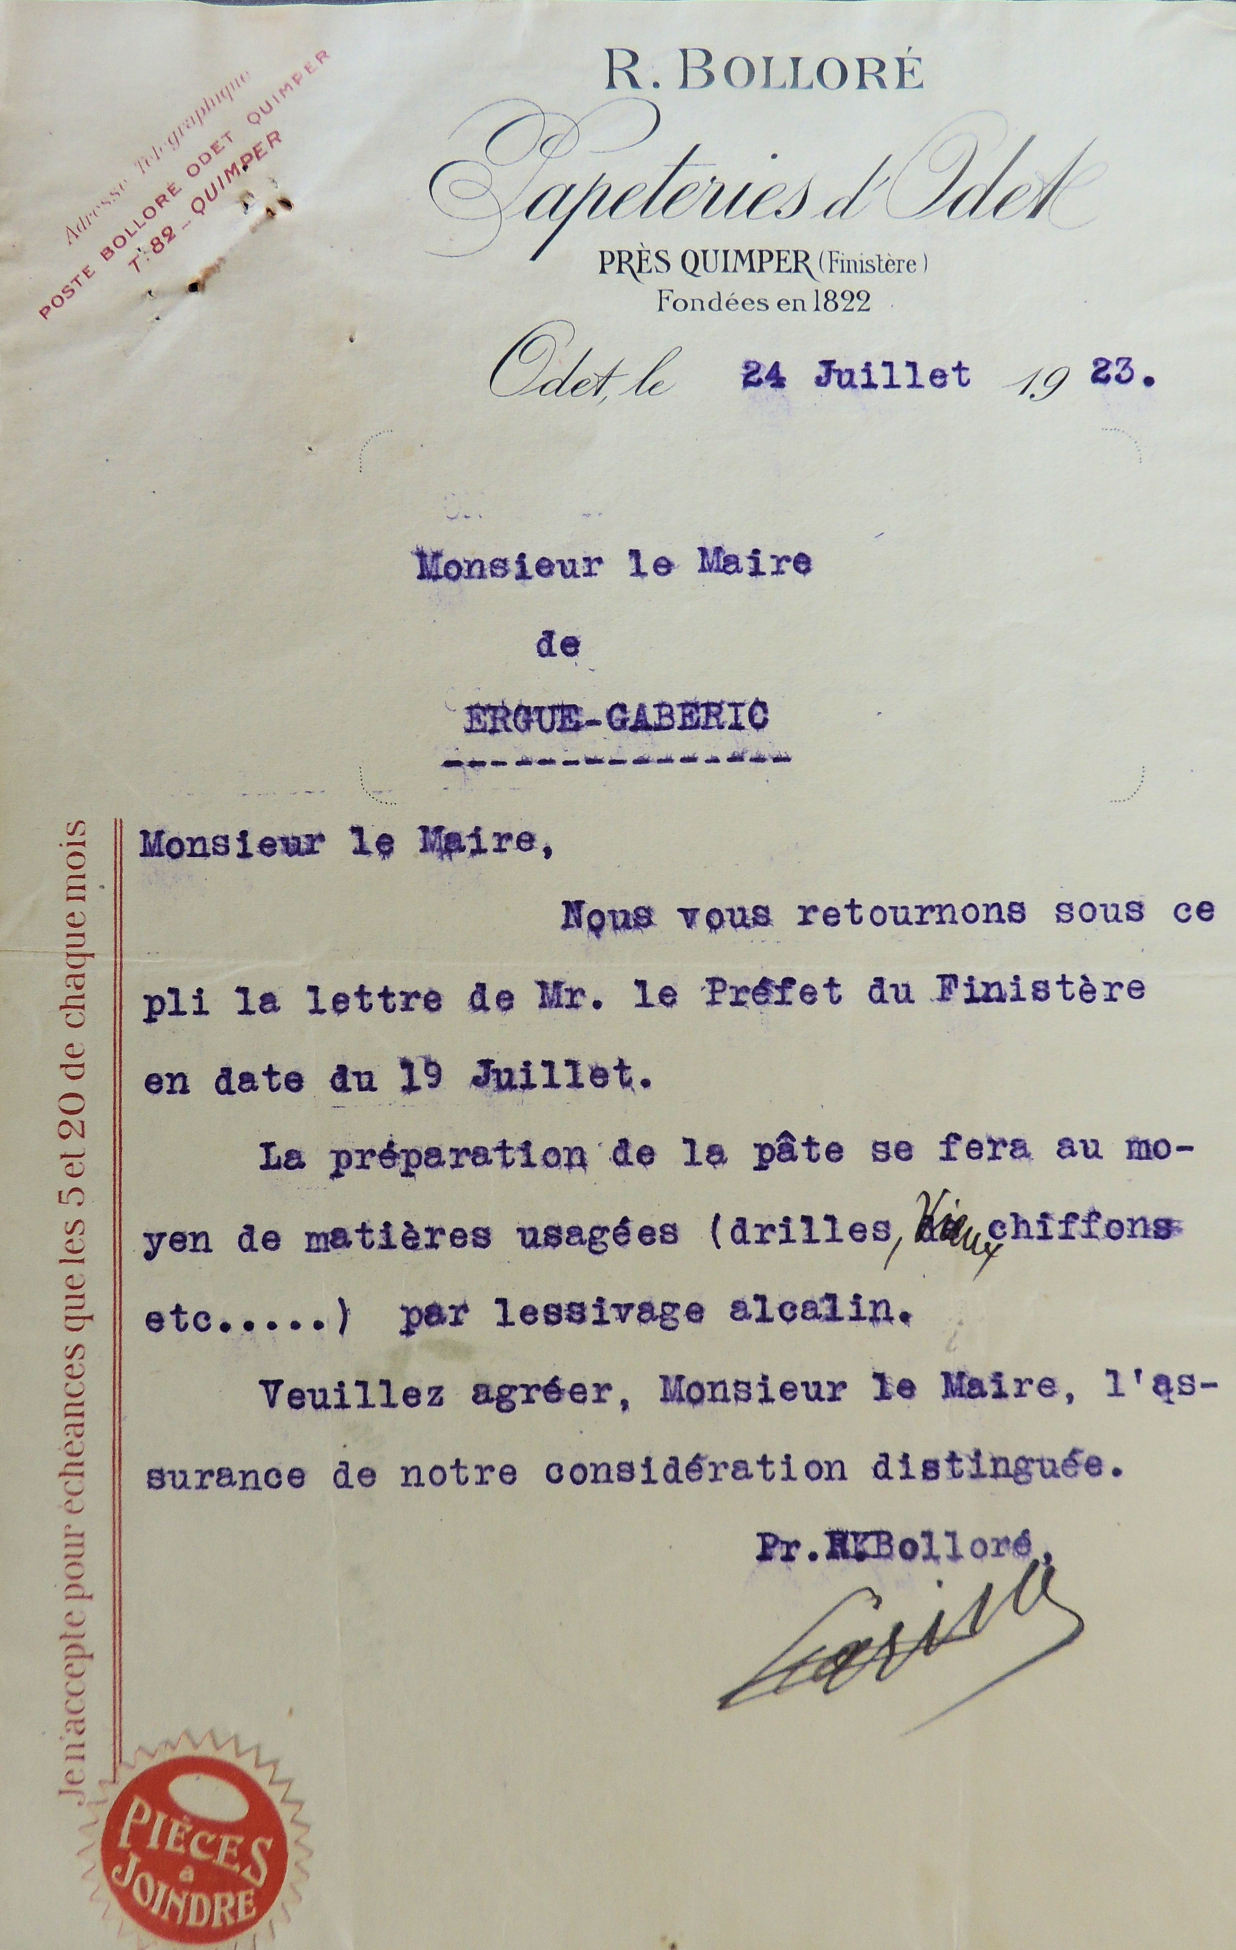 R. BOLLORÉ
Papeteries d'Odet
PRÈS QUIMPER (Finistère)
Fondées en 1822
Adresse Télégraphique
POSTE BOLLORÉ ODET QUIMPER
T: 82 - QUIMPER
Odet, le 24 Juillet 1923.
Monsieur le Maire
de
ERGUE-GABERIC
Monsieur le Maire,
Nous vous retournons sous ce
pli la lettre de Mr. le Préfet du Finistère
en date du 19 Juillet.
La préparation de la pâte se fera au mo-
yen de matières usagées (drilles, vieux chiffons
etc.....) par lessivage alcalin.
Veuillez agréer, Monsieur le Maire, l'as-
surance de notre considération distinguée.
Pr. R. Bolloré,
Je n'accepte pour échéances que les 5 et 20 de chaque mois
PIÈCES
à
JOINDRE